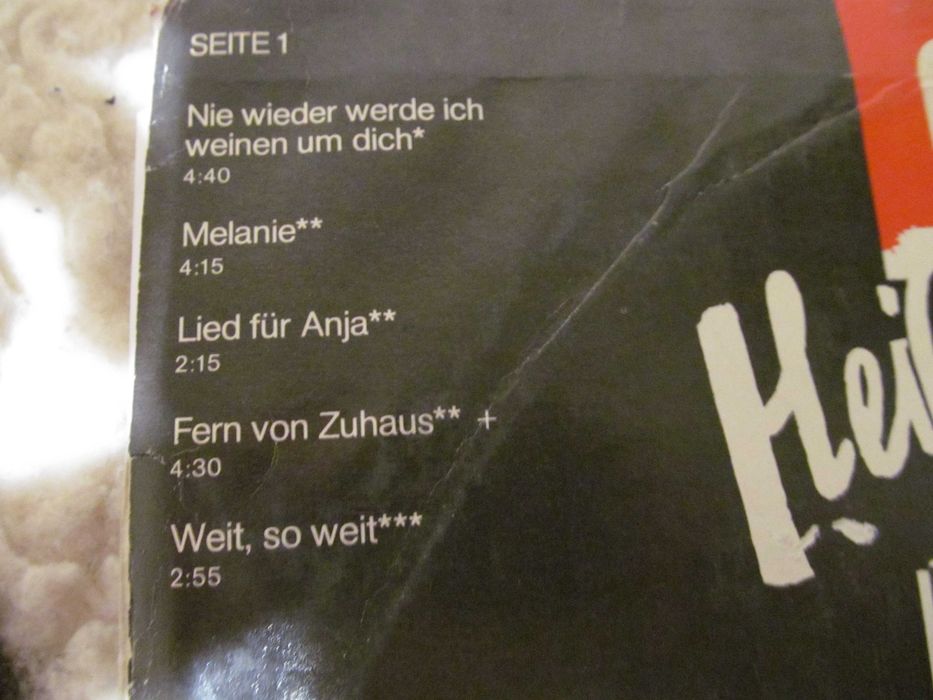 SEITE 1
Nie wieder werde ich
weinen um dich*
4:40
Melanie**
4:15
Lied für Anja**
2:15
Fern von Zuhaus** +
4:30
Weit, so weit***
2:55